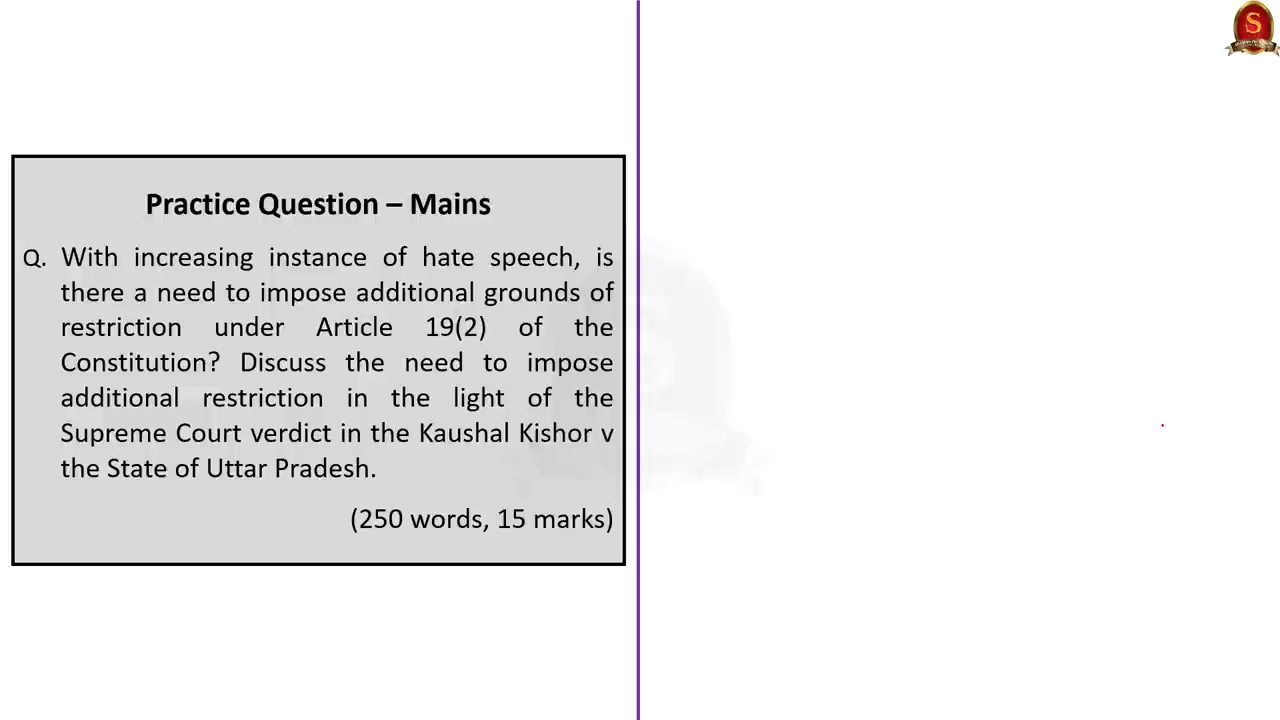 S
Practice Question – Mains
Q. With increasing instance of hate speech, is
there a need to impose additional grounds of
restriction under Article 19(2) of the
Constitution? Discuss the need to impose
additional restriction in the light of the
Supreme Court verdict in the Kaushal Kishor v
the State of Uttar Pradesh.
(250 words, 15 marks)